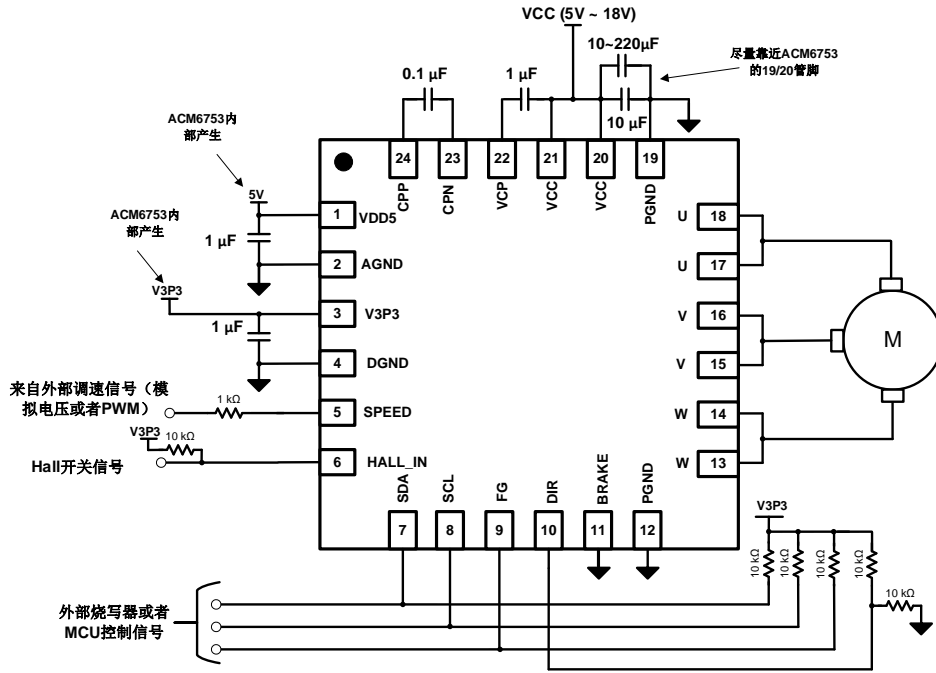 VCC (5V ~ 18V)
10~220μF
尽量靠近ACM6753
的19/20管脚
0.1 μF
1 μF
10 μF
ACM6753内
部产生
24
23
22
21
20
19
CPP
CPN
VCP
VCC
VCC
PGND
5V
1
VDD5
1 μF
ACM6753内
部产生
2
AGND
V3P3
3
V3P3
1 μF
4
DGND
来自外部调速信号（模
拟电压或者PWM）
1 kΩ
5
SPEED
V3P3
10 kΩ
Hall开关信号
6
HALL_IN
U
18
U
17
V
16
V
15
W
14
W
13
M
SDA
SCL
FG
DIR
BRAKE
PGND
7
8
9
10
11
12
V3P3
10 kΩ
10 kΩ
10 kΩ
10 kΩ
10 kΩ
外部烧写器或者
MCU控制信号